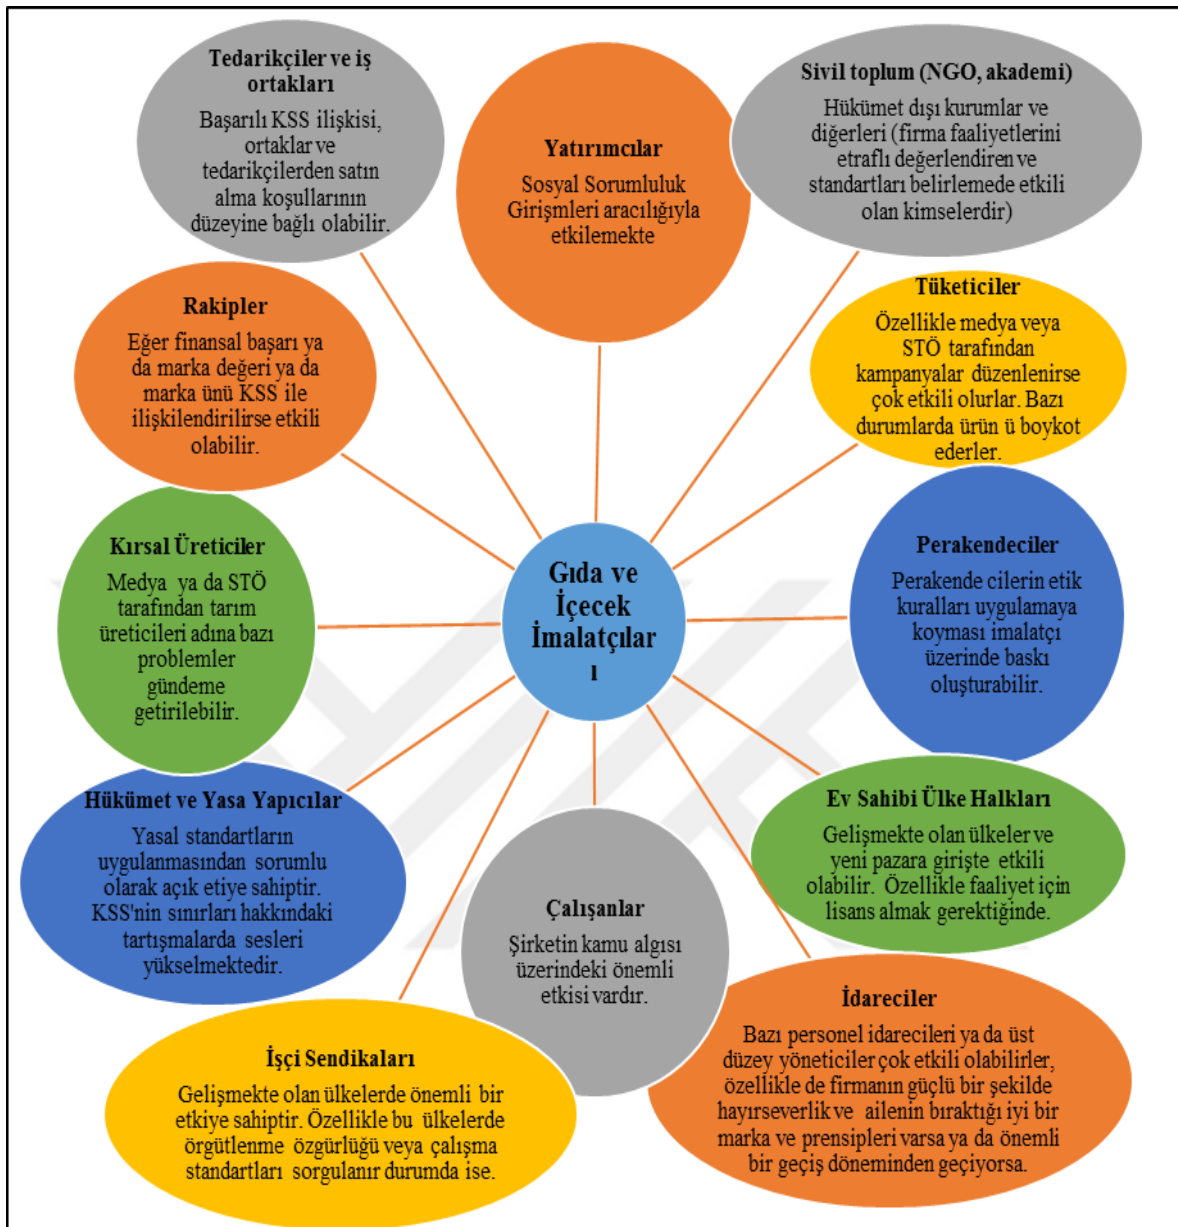 Tedarikçiler ve iş
ortakları
Başarılı KSS ilişkisi,
ortaklar ve
tedarikçilerden satın
alma koşullarının
düzeyine bağlı olabilir.
Yatırımcılar
Sosyal Sorumluluk
Girişmleri aracılığıyla
etkilemekte
Sivil toplum (NGO, akademi)
Hükümet dışı kurumlar ve
diğerleri (firma faaliyetlerini
etraflı değerlendiren ve
standartları belirlemede etkili
olan kimselerdir)
Rakipler
Eğer finansal başarı ya
da marka değeri ya da
marka ünü KSS ile
ilişkilendirilirse etkili
olabilir.
Tüketiciler
Özellikle medya veya
STÖ tarafından
kampanyalar düzenlenirse
çok etkili olurlar. Bazı
durumlarda ürün ü boykot
ederler.
Kırsal Üreticiler
Medya ya da STÖ
tarafından tarım
üreticileri adına bazı
problemler
gündeme
getirilebilir.
Gıda ve
İçecek
İmalatçılar
ı
Perakendeciler
Perakende cilerin etik
kuralları uygulamaya
koyması imalatçı
üzerinde baskı
oluşturabilir.
Hükümet ve Yasa Yapıcılar
Yasal standartların
uygulanmasından sorumlu
olarak açık etiye sahiptir.
KSS'nin sınırları hakkındaki
tartışmalarda sesleri
yükselmektedir.
Ev Sahibi Ülke Halkları
Gelişmekte olan ülkeler ve
yeni pazara girişte etkili
olabilir. Özellikle faaliyet için
lisans almak gerektiğinde.
Çalışanlar
Şirketin kamu algısı
üzerindeki önemli
etkisi vardır.
İşçi Sendikaları
Gelişmekte olan ülkelerde önemli bir
etkiye sahiptir. Özellikle bu ülkelerde
örgütlenme özgürlüğü veya çalışma
standartları sorgulanır durumda ise.
İdareciler
Bazı personel idarecileri ya da üst
düzey yöneticiler çok etkili olabilirler,
özellikle de firmanın güçlü bir şekilde
hayırseverlik ve ailenin bıraktığı iyi bir
marka ve prensipleri varsa ya da önemli
bir geçiş döneminden geçiyorsa.